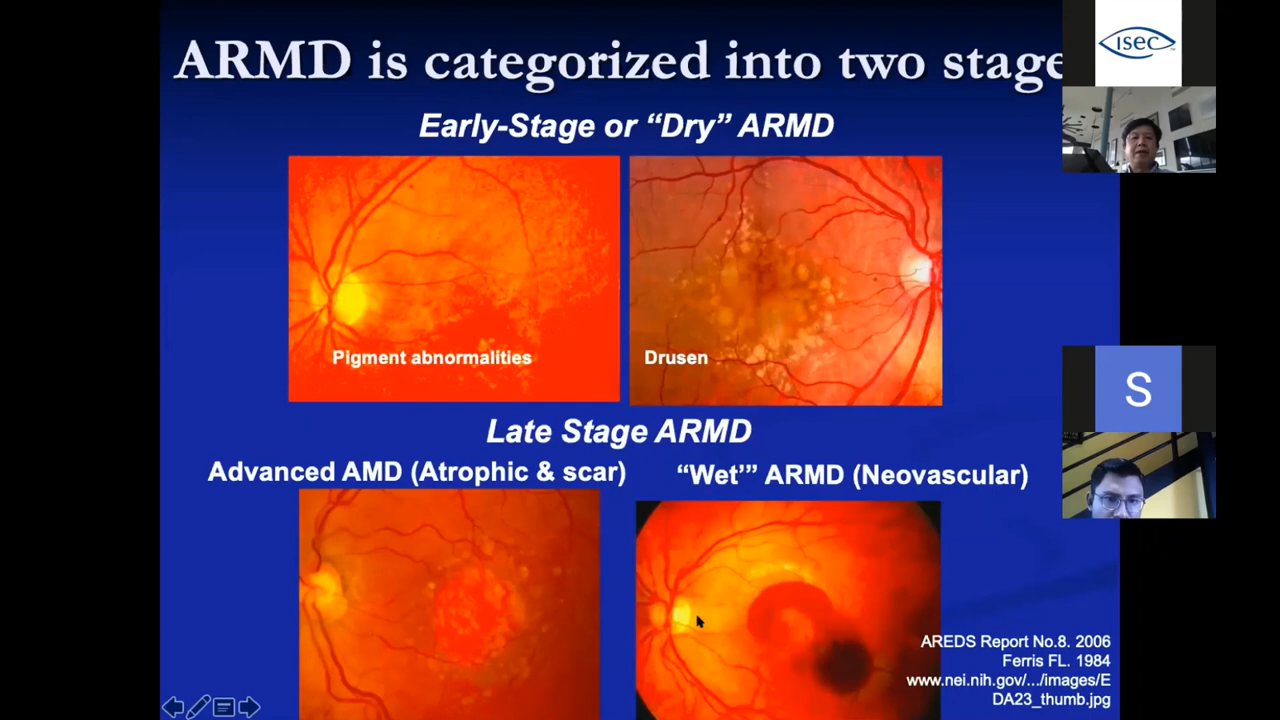 ARMD is categorized into two stage
Early-Stage or “Dry” ARMD
Pigment abnormalities
Drusen
Late Stage ARMD
Advanced AMD (Atrophic & scar)
“Wet’” ARMD (Neovascular)
AREDS Report No.8. 2006
Ferris FL. 1984
www.nei.nih.gov/.../images/E
DA23_thumb.jpg
ISEC
S